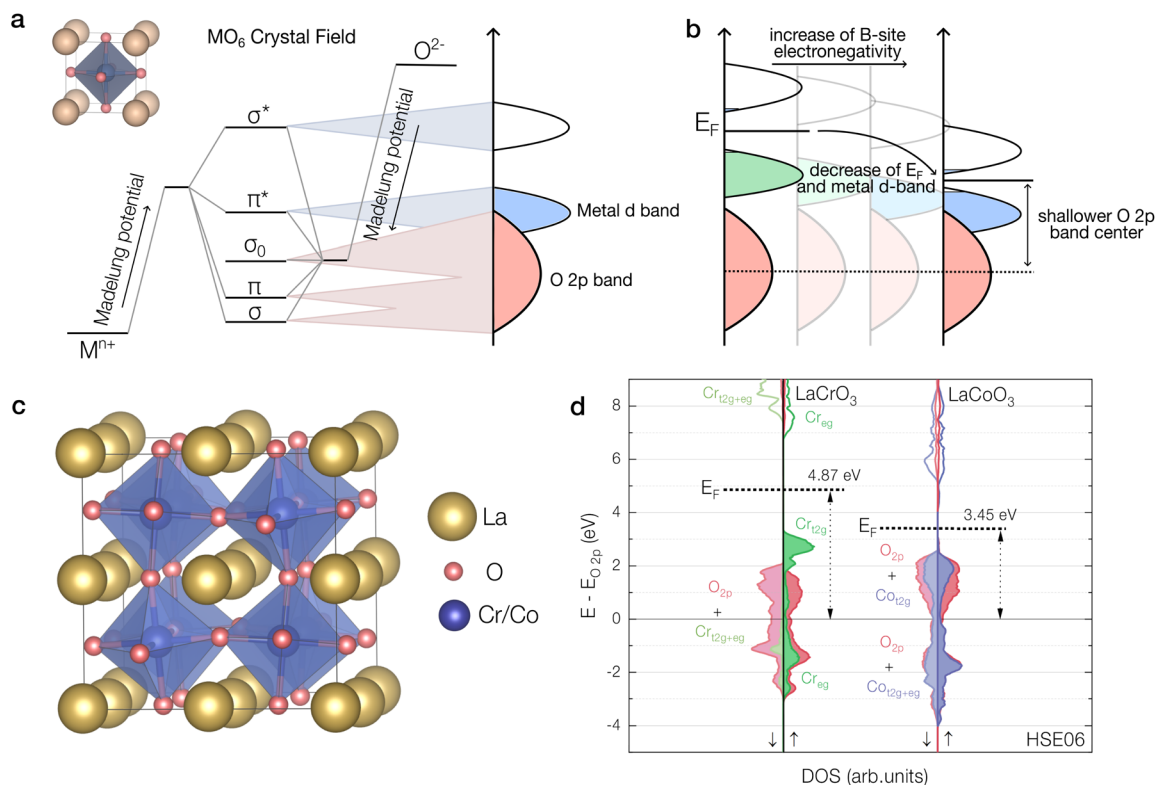 a
MO6 Crystal Field
O2-
σ*
π*
σ0
π
σ
Mn+
Madelung potential
Madelung potential
Metal d band
O 2p band
b
increase of B-site
electronegativity
EF
decrease of EF
and metal d-band
shallower O 2p
band center
c
La
O
Cr/Co
d
LaCrO3
LaCoO3
Crt2g+eg
Creg
4.87 eV
EF
3.45 eV
EF
Crt2g
O2p
+
Crt2g+eg
Creg
O2p
+
Cot2g
O2p
+
Cot2g+eg
8
6
4
2
0
-2
-4
E - EO 2p (eV)
↓ ↑
↓ ↑
HSE06
DOS (arb.units)